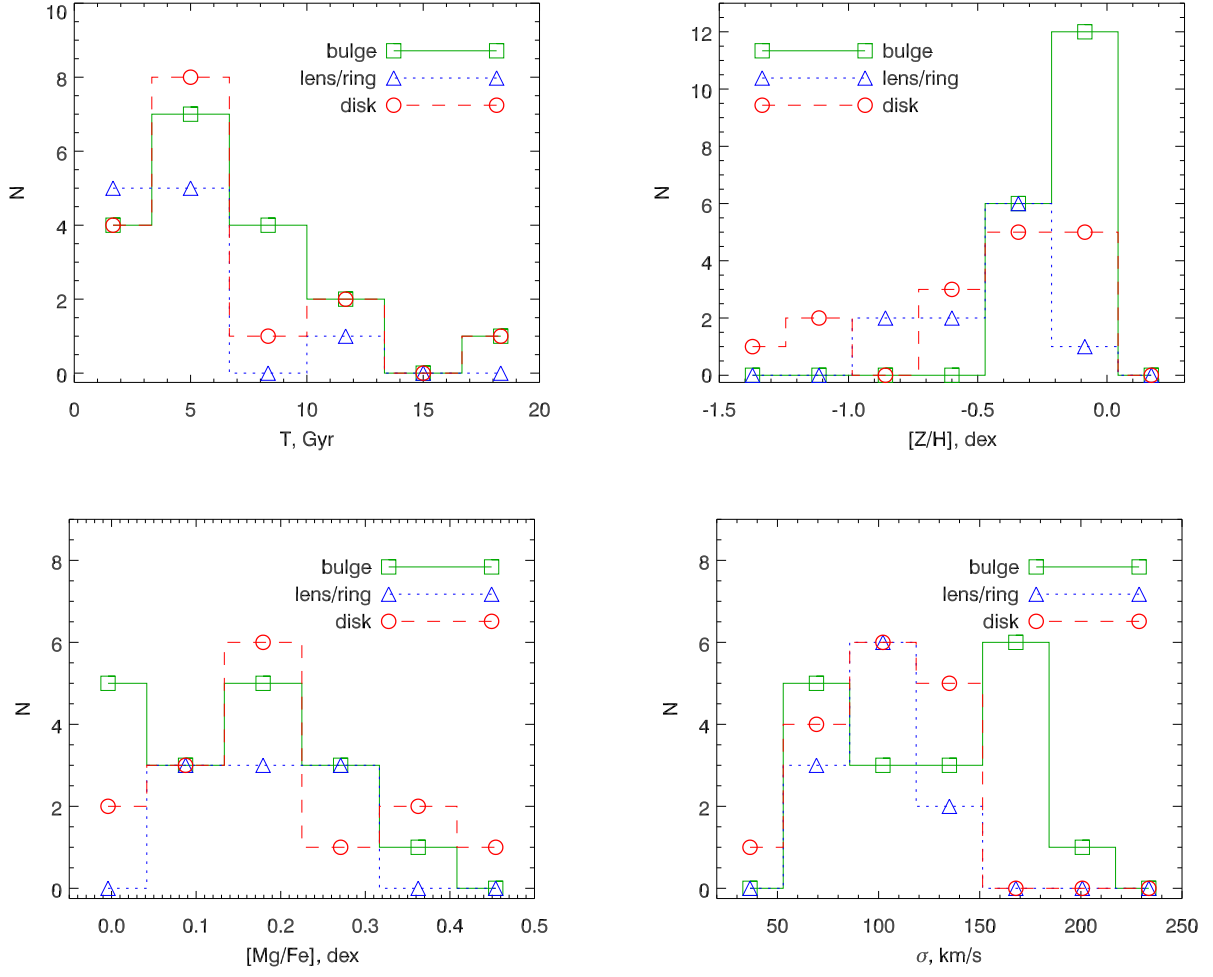 10
8
6
4
2
0
N
bulge
lens/ring
disk
0 5 10 15 20
T, Gyr
12
10
8
6
4
2
0
N
bulge
lens/ring
disk
-1.5 -1.0 -0.5 0.0
[Z/H], dex
8
6
4
2
0
N
bulge
lens/ring
disk
0.0 0.1 0.2 0.3 0.4 0.5
[Mg/Fe], dex
8
6
4
2
0
N
bulge
lens/ring
disk
50 100 150 200 250
σ, km/s